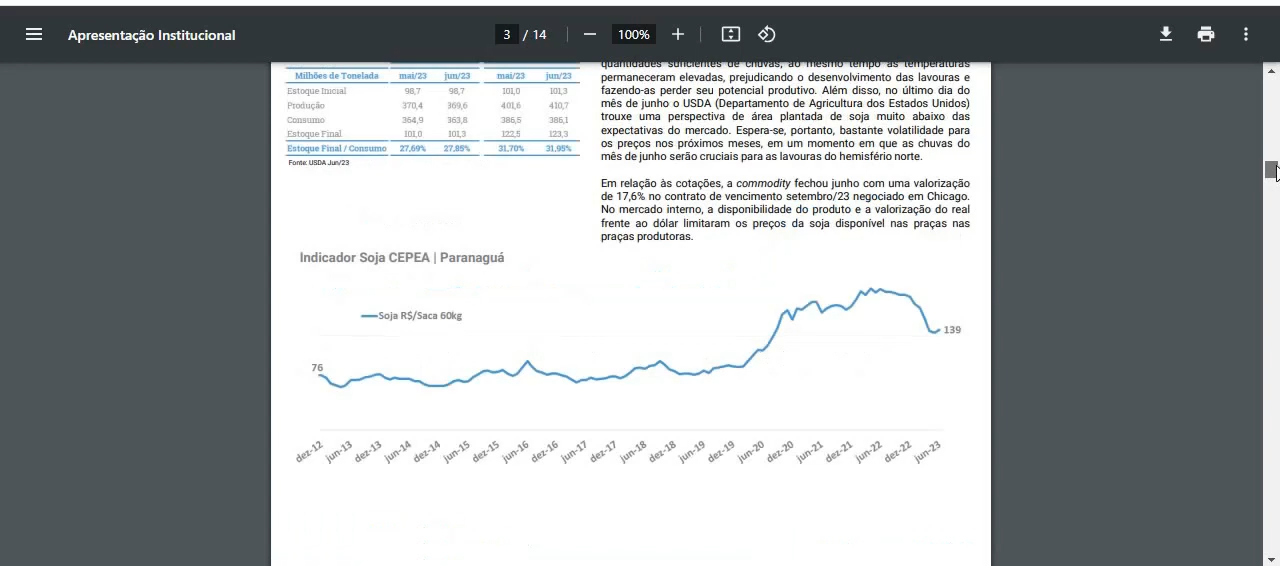 Apresentação Institucional
3 / 14
100%
Milhões de Tonelada mai/23 jun/23 mai/23 jun/23
Estoque Inicial 98,7 98,7 101,0 101,3
Produção 370,4 369,6 401,6 410,7
Consumo 364,9 363,8 386,5 386,1
Estoque Final 101,0 101,3 122,5 123,3
Estoque Final / Consumo 27,69% 27,85% 31,70% 31,95%
Fonte: USDA Jun/23
quantidades suficientes de chuvas, ao mesmo tempo as temperaturas
permaneceram elevadas, prejudicando o desenvolvimento das lavouras e
fazendo-as perder seu potencial produtivo. Além disso, no último dia do
mês de junho o USDA (Departamento de Agricultura dos Estados Unidos)
trouxe uma perspectiva de área plantada de soja muito abaixo das
expectativas do mercado. Espera-se, portanto, bastante volatilidade para
os preços nos próximos meses, em um momento em que as chuvas do
mês de junho serão cruciais para as lavouras do hemisfério norte.
Em relação às cotações, a commodity fechou junho com uma valorização
de 17,6% no contrato de vencimento setembro/23 negociado em Chicago.
No mercado interno, a disponibilidade do produto e a valorização do real
frente ao dólar limitaram os preços da soja disponível nas praças nas
praças produtoras.
Indicador Soja CEPEA | Paranaguá
Soja R$/Saca 60kg
76
139
dez-12 jun-13 dez-13 jun-14 dez-14 jun-15 dez-15 jun-16 dez-16 jun-17 dez-17 jun-18 dez-18 jun-19 dez-19 jun-20 dez-20 jun-21 dez-21 jun-22 dez-22 jun-23